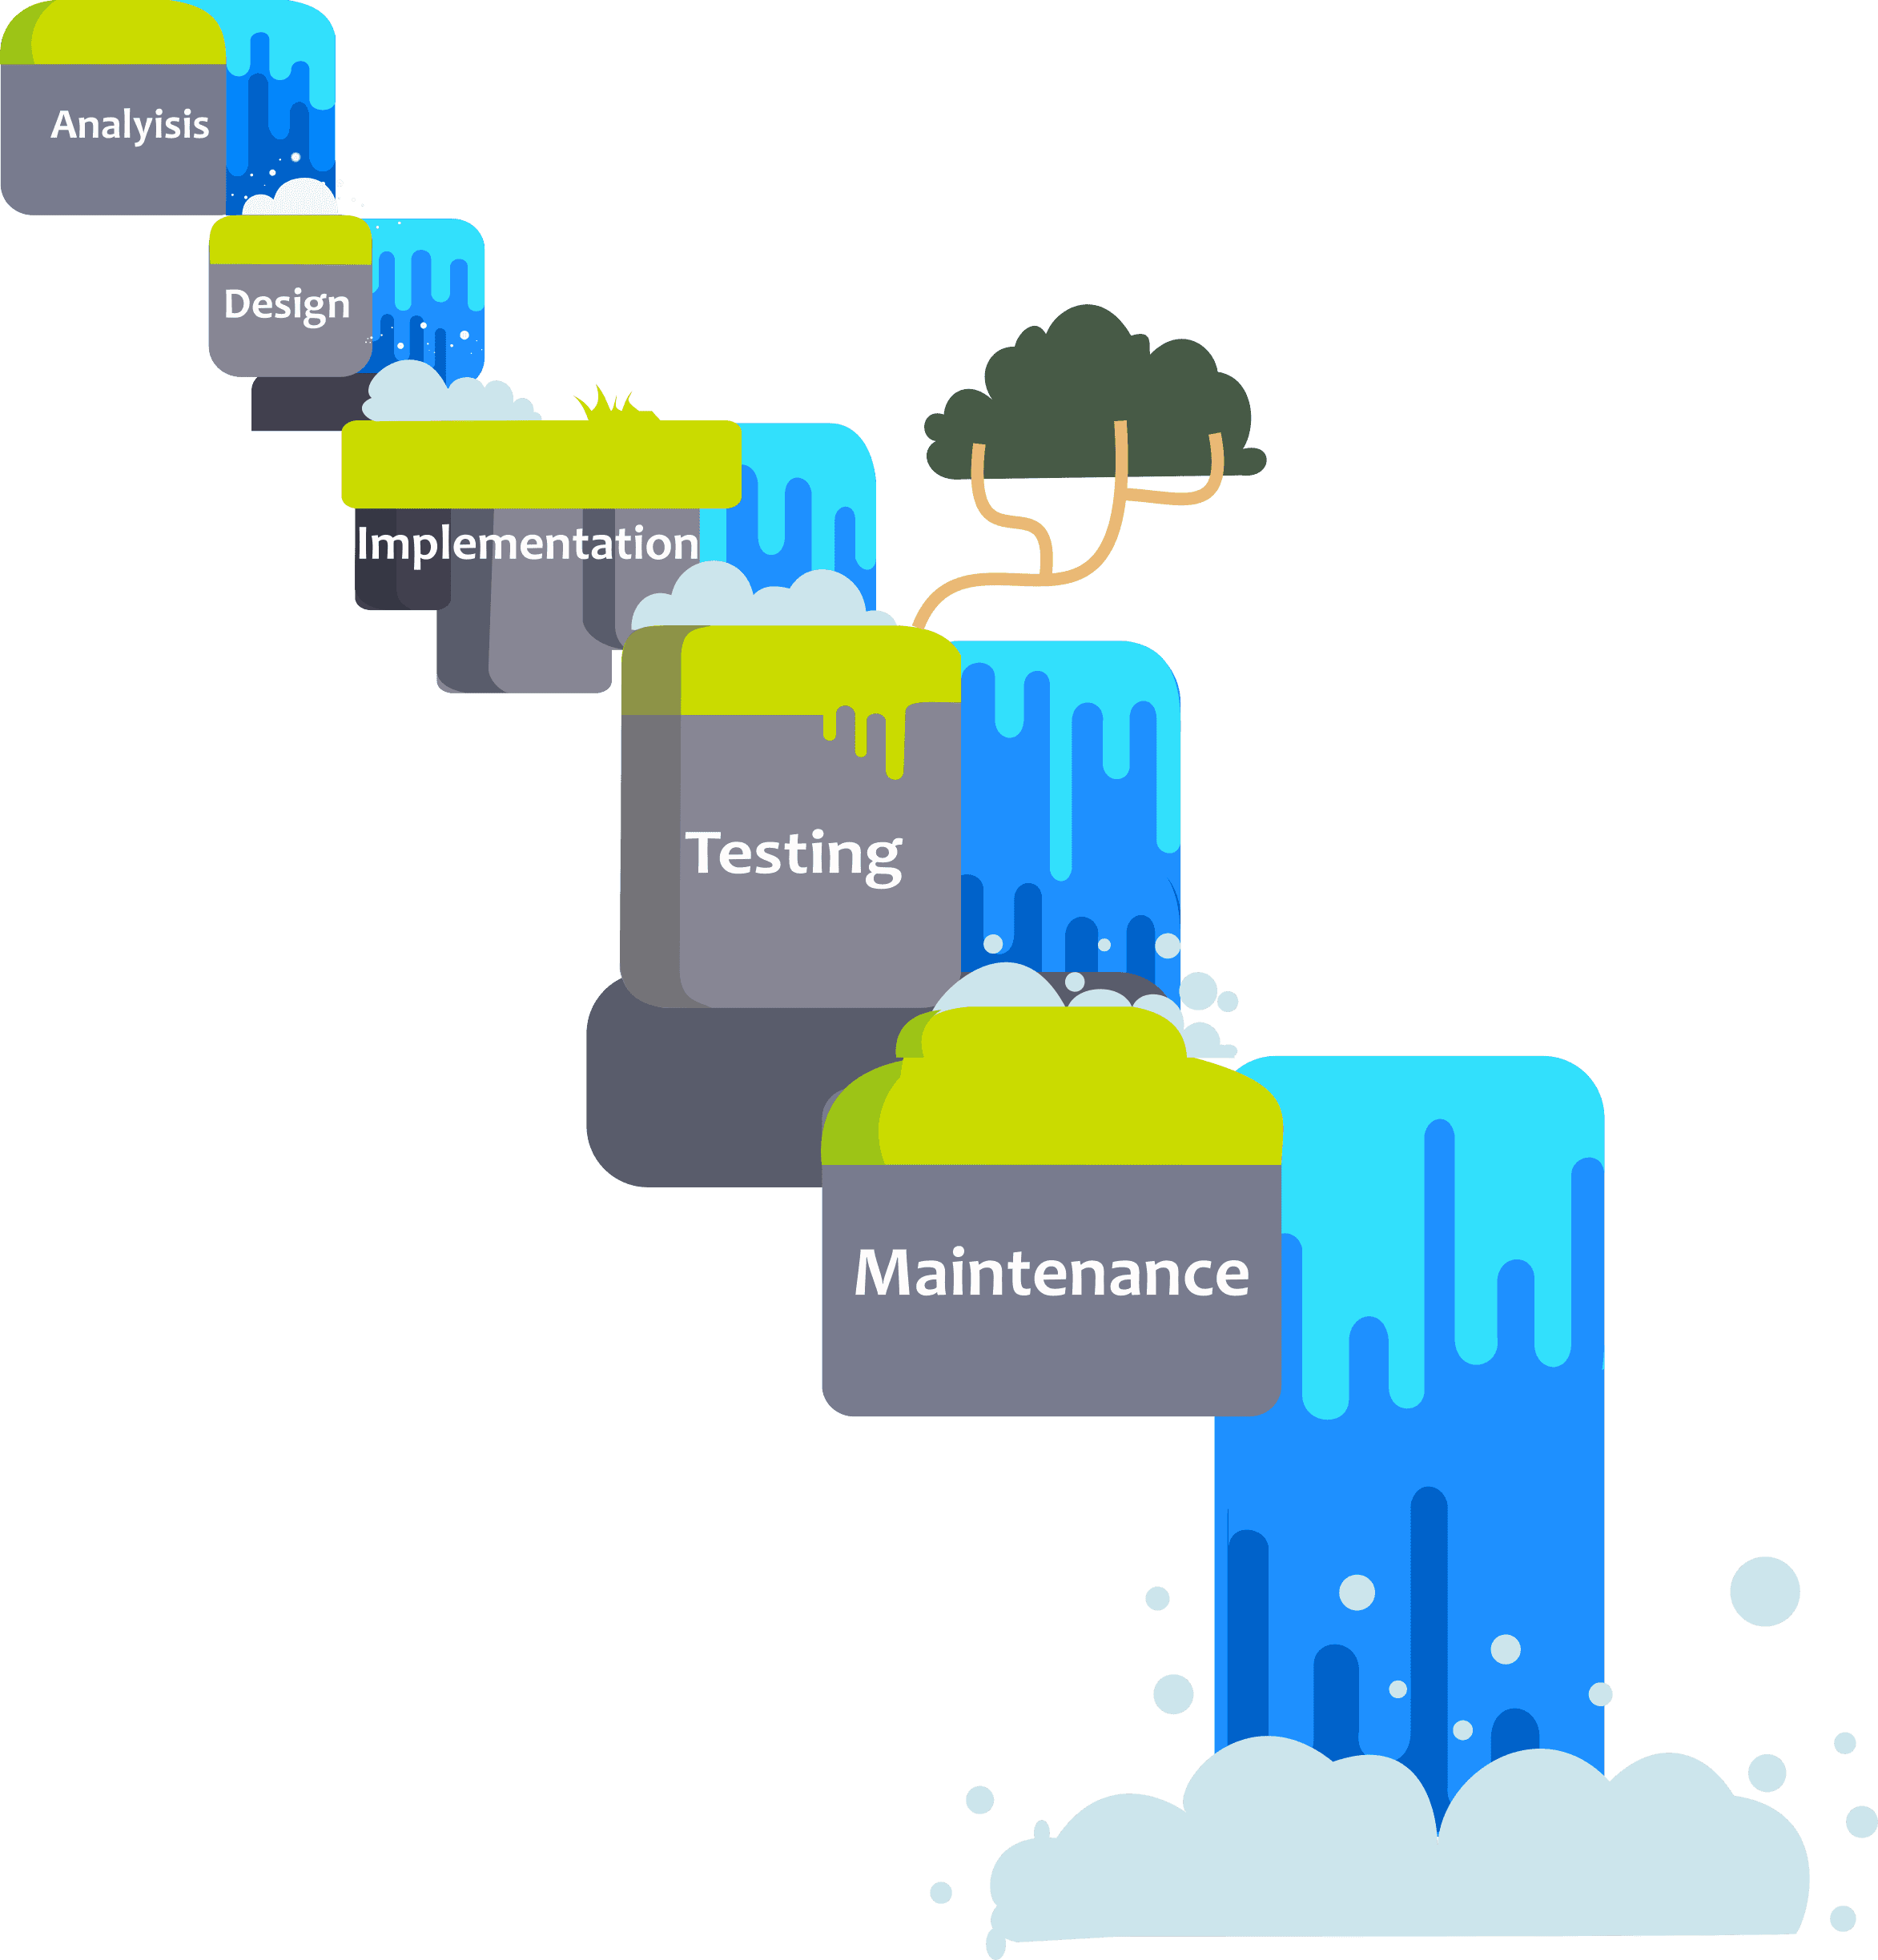 Analyisis
Design
Implementation
Testing
Maintenance